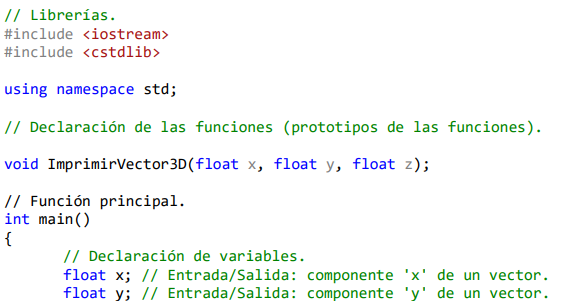 // Librerías.
#include <iostream>
#include <cstdlib>
using namespace std;
// Declaración de las funciones (prototipos de las funciones).
void ImprimirVector3D(float x, float y, float z);
// Función principal.
int main()
{
// Declaración de variables.
float x; // Entrada/Salida: componente 'x' de un vector.
float y; // Entrada/Salida: componente 'y' de un vector.